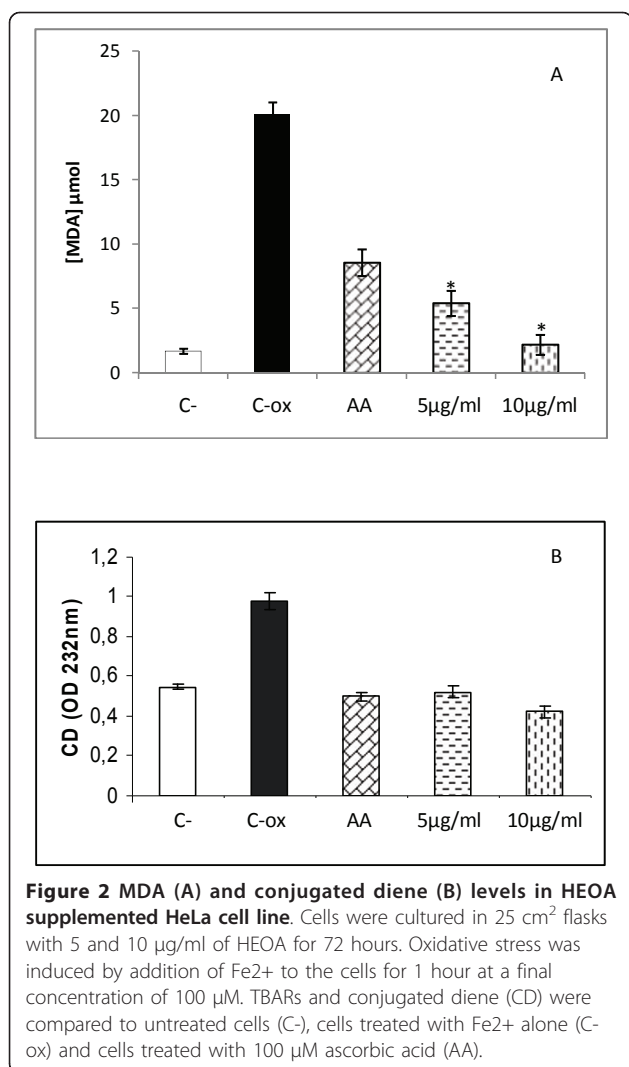 25
A
20
15
10
5
0
[MDA] µmol
*
*
C-
C-ox
AA
5µg/ml
10µg/ml
1,2
B
1
0,8
0,6
0,4
0,2
0
CD (OD 232nm)
C-
C-ox
AA
5µg/ml
10µg/ml
Figure 2 MDA (A) and conjugated diene (B) levels in HEOA
supplemented HeLa cell line. Cells were cultured in 25 cm² flasks
with 5 and 10 µg/ml of HEOA for 72 hours. Oxidative stress was
induced by addition of Fe2+ to the cells for 1 hour at a final
concentration of 100 µM. TBARs and conjugated diene (CD) were
compared to untreated cells (C-), cells treated with Fe2+ alone (C-
ox) and cells treated with 100 µM ascorbic acid (AA).